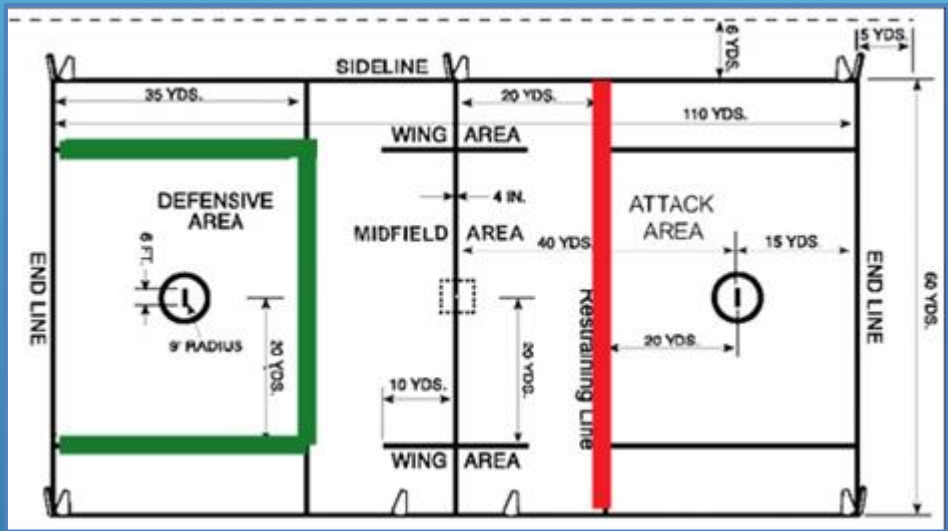 6 YDS.
5 YDS.
SIDELINE
35 YDS.
20 YDS.
110 YDS.
WING AREA
DEFENSIVE
AREA
4 IN.
ATTACK
AREA
MIDFIELD AREA
40 YDS.
15 YDS.
6 FT.
END LINE
END LINE
60 YDS.
9' RADIUS
20 YDS.
20 YDS.
Restraining Line
20 YDS.
10 YDS.
WING AREA